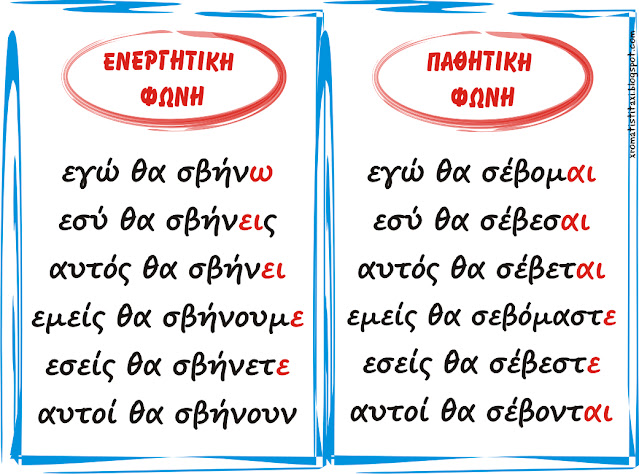 ΕΝΕΡΓΗΤΙΚΗ
ΦΩΝΗ
εγώ θα σβήνω
εσύ θα σβήνεις
αυτός θα σβήνει
εμείς θα σβήνουμε
εσείς θα σβήνετε
αυτοί θα σβήνουν
ΠΑΘΗΤΙΚΗ
ΦΩΝΗ
εγώ θα σέβομαι
εσύ θα σέβεσαι
αυτός θα σέβεται
εμείς θα σεβόμαστε
εσείς θα σέβεστε
αυτοί θα σέβονται
xromatistitaxi.blogspot.com